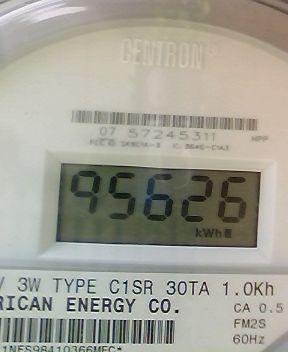 CENTRON®
07 57245311 HPP
95626
kWh
V 3W TYPE C1SR 30TA 1.0Kh
RICAN ENERGY CO. CA 0.5
FM2S
60Hz